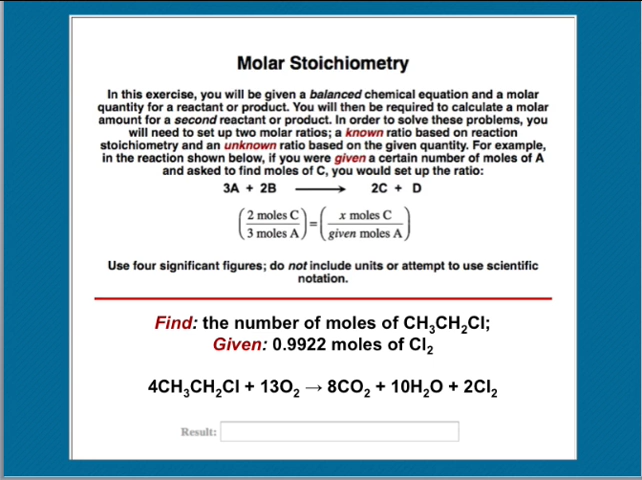 Molar Stoichiometry
In this exercise, you will be given a balanced chemical equation and a molar
quantity for a reactant or product. You will then be required to calculate a molar
amount for a second reactant or product. In order to solve these problems, you
will need to set up two molar ratios; a known ratio based on reaction
stoichiometry and an unknown ratio based on the given quantity. For example,
in the reaction shown below, if you were given a certain number of moles of A
and asked to find moles of C, you would set up the ratio:
3A + 2B ⟶ 2C + D
(2 moles C / 3 moles A) = (x moles C / given moles A)
Use four significant figures; do not include units or attempt to use scientific
notation.
Find: the number of moles of CH₃CH₂Cl;
Given: 0.9922 moles of Cl₂
4CH₃CH₂Cl + 13O₂ → 8CO₂ + 10H₂O + 2Cl₂
Result: